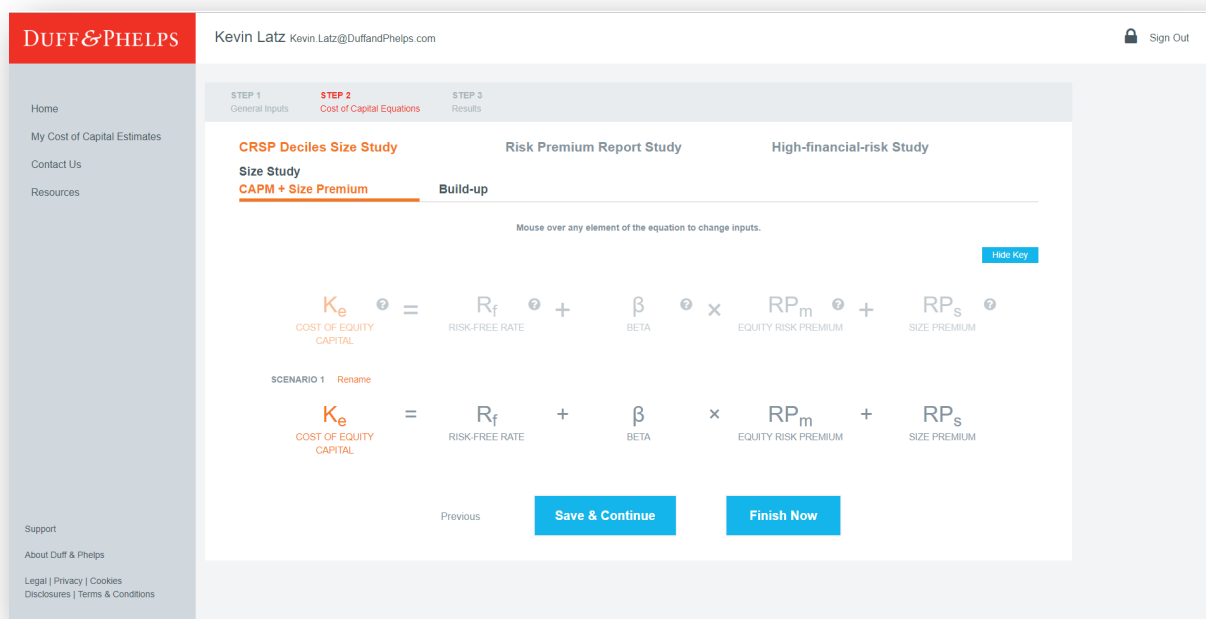 DUFF&PHELPS
Kevin Latz Kevin.Latz@DuffandPhelps.com
Sign Out
Home
My Cost of Capital Estimates
Contact Us
Resources
Support
About Duff & Phelps
Legal | Privacy | Cookies
Disclosures | Terms & Conditions
STEP 1 STEP 2 STEP 3
General Inputs Cost of Capital Equations Results
CRSP Deciles Size Study Risk Premium Report Study High-financial-risk Study
Size Study
CAPM + Size Premium Build-up
Mouse over any element of the equation to change inputs.
Hide Key
Ke ? = Rf ? + β ? × RPm ? + RPs ?
COST OF EQUITY RISK-FREE RATE BETA EQUITY RISK PREMIUM SIZE PREMIUM
CAPITAL
SCENARIO 1 Rename
Ke = Rf + β × RPm + RPs
COST OF EQUITY RISK-FREE RATE BETA EQUITY RISK PREMIUM SIZE PREMIUM
CAPITAL
Previous Save & Continue Finish Now